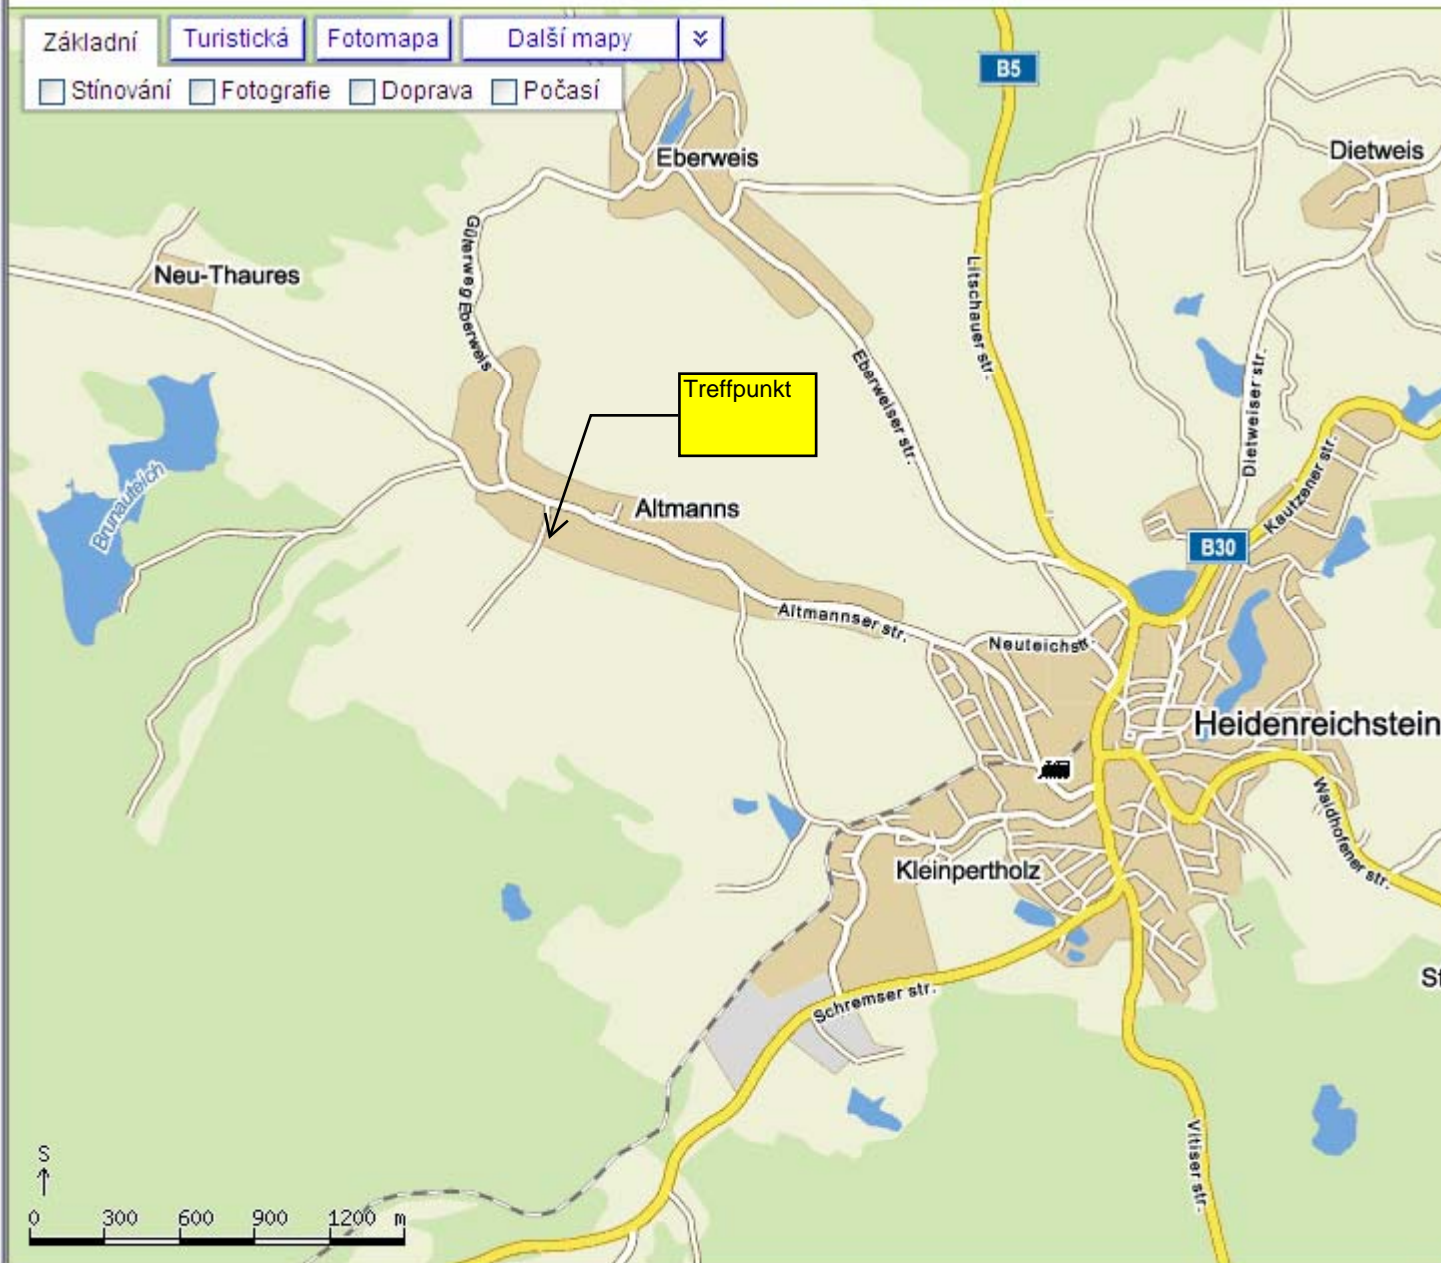 Základní Turistická Fotomapa Další mapy
Stínování Fotografie Doprava Počasí
B5
Eberweis
Dietweis
Güterweg Eberweis
Neu-Thaures
Litschauer str.
Eberweiser str.
Dietweiser str.
Treffpunkt
Kautzener str.
Brunauteich
Altmanns
B30
Altmannser str.
Neuteichstr.
Heidenreichstein
Waidhofener str.
Kleinpertholz
St
Schremser str.
Vitiser str.
S
0 300 600 900 1200 m